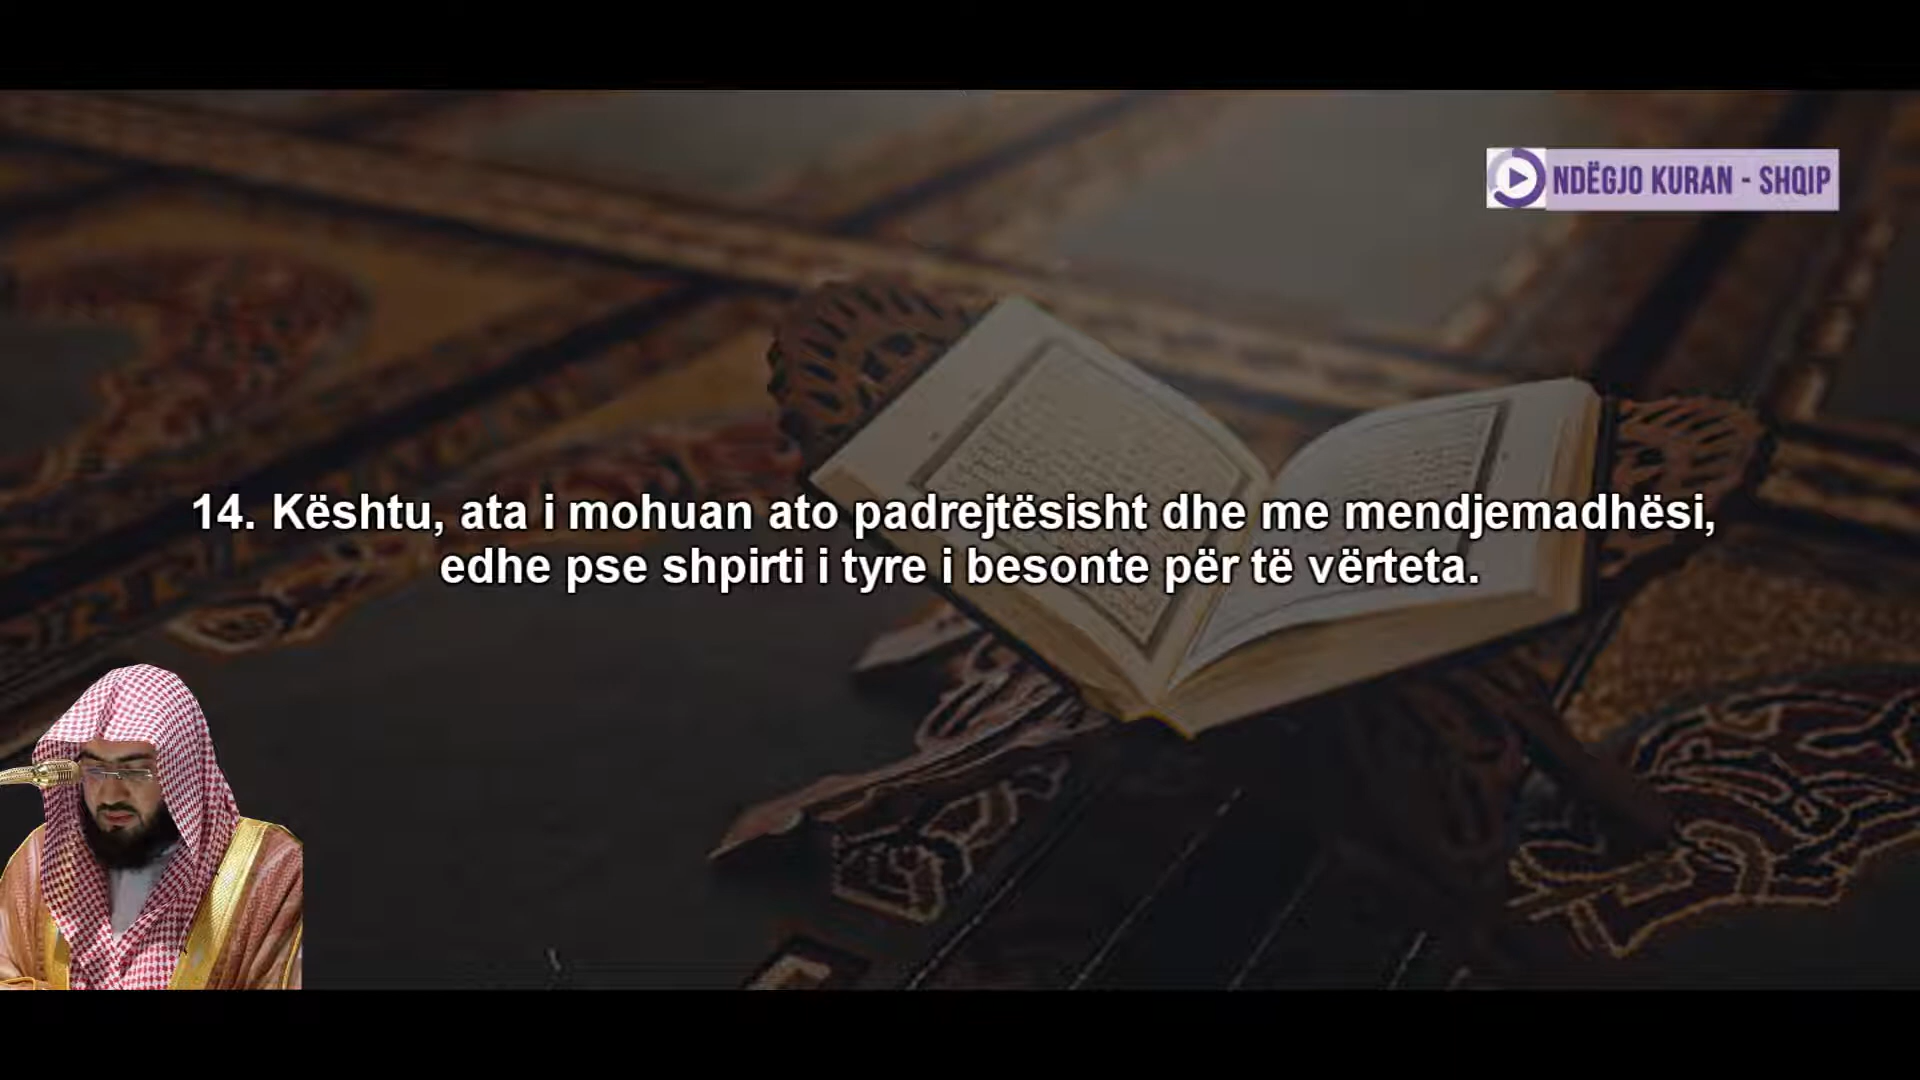 NDËGJO KURAN - SHQIP
14. Kështu, ata i mohuan ato padrejtësisht dhe me mendjemadhësi,
edhe pse shpirti i tyre i besonte për të vërteta.